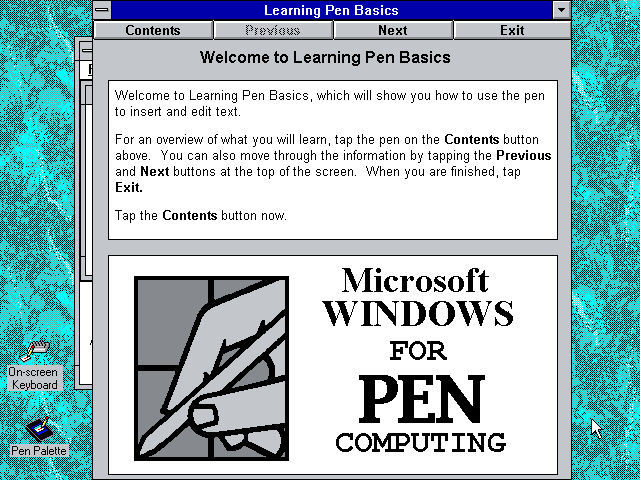 Learning Pen Basics
Contents
Previous
Next
Exit
Welcome to Learning Pen Basics
Welcome to Learning Pen Basics, which will show you how to use the pen
to insert and edit text.
For an overview of what you will learn, tap the pen on the Contents button
above.  You can also move through the information by tapping the Previous
and Next buttons at the top of the screen.  When you are finished, tap
Exit.
Tap the Contents button now.
Microsoft
WINDOWS
FOR
PEN
COMPUTING
On-screen
Keyboard
Pen Palette